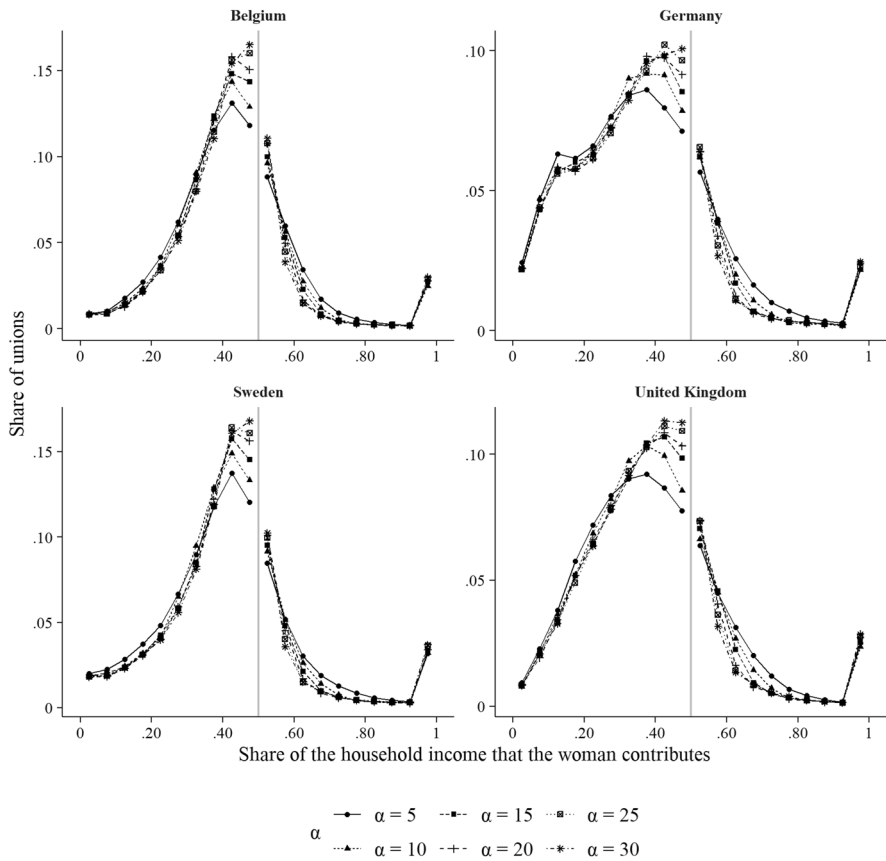 Belgium
Germany
.15
.10
.05
0
0 .20 .40 .60 .80 1
.10
.05
0
0 .20 .40 .60 .80 1
Share of unions
Sweden
United Kingdom
.15
.10
.05
0
0 .20 .40 .60 .80 1
.10
.05
0
0 .20 .40 .60 .80 1
Share of the household income that the woman contributes
α
α = 5 α = 15 α = 25
α = 10 α = 20 α = 30